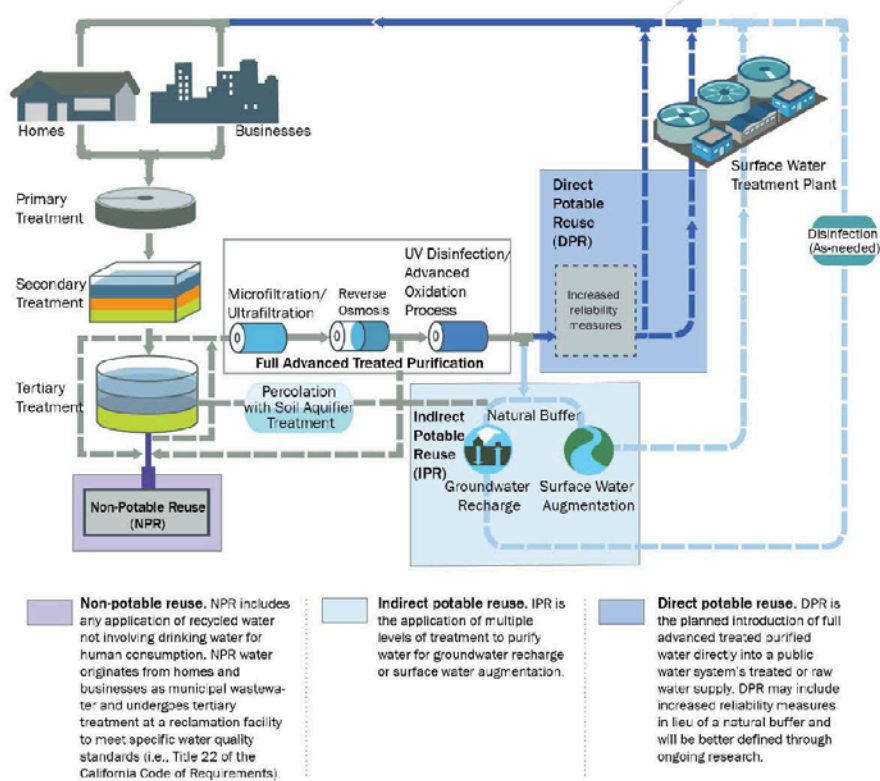 Homes
Businesses
Surface Water
Treatment Plant
Primary
Treatment
Direct
Potable
Reuse
(DPR)
Disinfection
(As-needed)
UV Disinfection/
Advanced
Oxidation
Process
Secondary
Treatment
Microfiltration/
Ultrafiltration
Reverse
Osmosis
Increased
reliability
measures
Full Advanced Treated Purification
Tertiary
Treatment
Percolation
with Soil Aquifier
Treatment
Indirect
Potable
Reuse
(IPR)
Natural Buffer
Groundwater
Recharge
Surface Water
Augmentation
Non-Potable Reuse
(NPR)
Non-potable reuse. NPR includes
any application of recycled water
not involving drinking water for
human consumption. NPR water
originates from homes and
businesses as municipal wastewa-
ter and undergoes tertiary
treatment at a reclamation facility
to meet specific water quality
standards (i.e., Title 22 of the
California Code of Requirements).
Indirect potable reuse. IPR is
the application of multiple
levels of treatment to purify
water for groundwater recharge
or surface water augmentation.
Direct potable reuse. DPR is
the planned introduction of full
advanced treated purified
water directly into a public
water system's treated or raw
water supply. DPR may include
increased reliability measures
in lieu of a natural buffer and
will be better defined through
ongoing research.